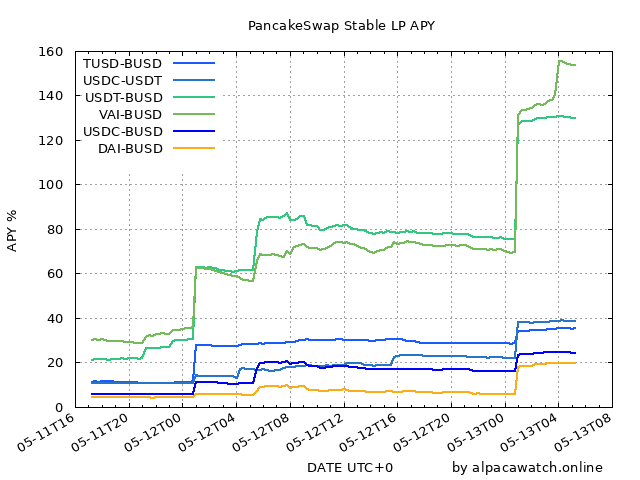 PancakeSwap Stable LP APY
160
140
120
100
80
60
40
20
0
APY %
TUSD-BUSD
USDC-USDT
USDT-BUSD
VAI-BUSD
USDC-BUSD
DAI-BUSD
05-11T16
05-11T20
05-12T00
05-12T04
05-12T08
05-12T12
05-12T16
05-12T20
05-13T00
05-13T04
05-13T08
DATE UTC+0
by alpacawatch.online